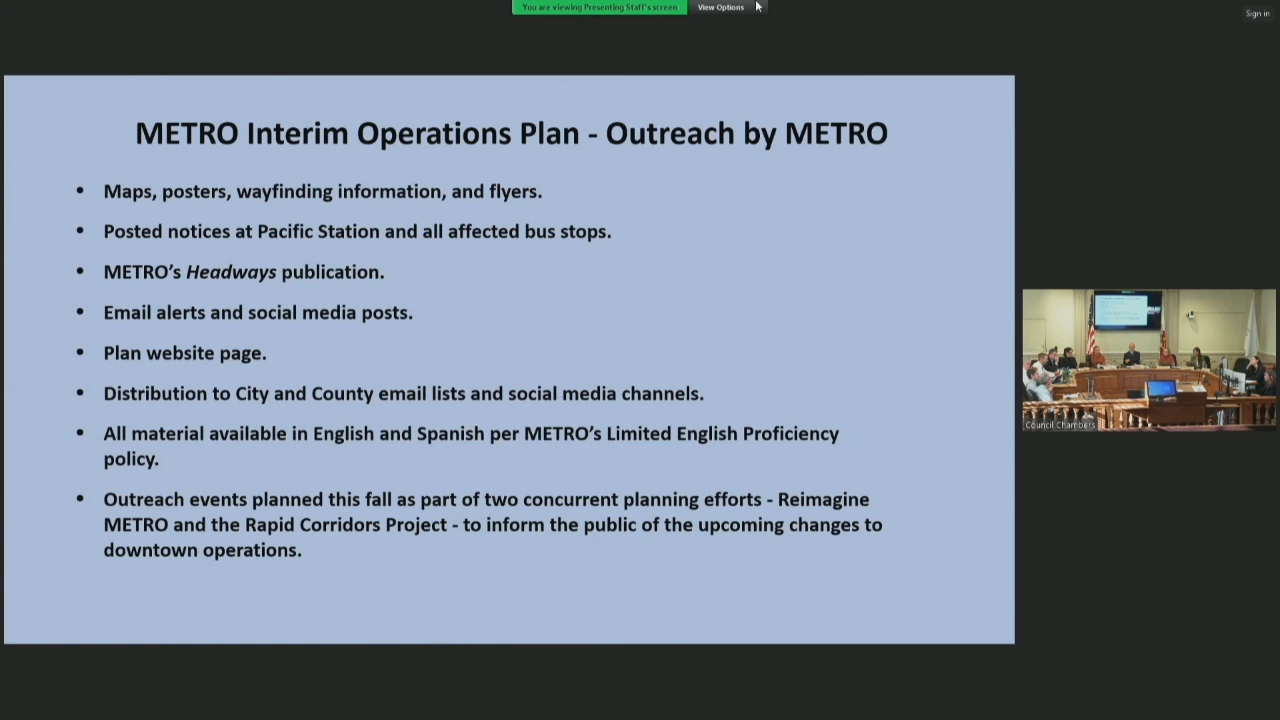 You are viewing Presenting Staff's screen
View Options
Sign in
METRO Interim Operations Plan - Outreach by METRO
• Maps, posters, wayfinding information, and flyers.
• Posted notices at Pacific Station and all affected bus stops.
• METRO’s Headways publication.
• Email alerts and social media posts.
• Plan website page.
• Distribution to City and County email lists and social media channels.
• All material available in English and Spanish per METRO’s Limited English Proficiency
policy.
• Outreach events planned this fall as part of two concurrent planning efforts - Reimagine
METRO and the Rapid Corridors Project - to inform the public of the upcoming changes to
downtown operations.
Council Chambers